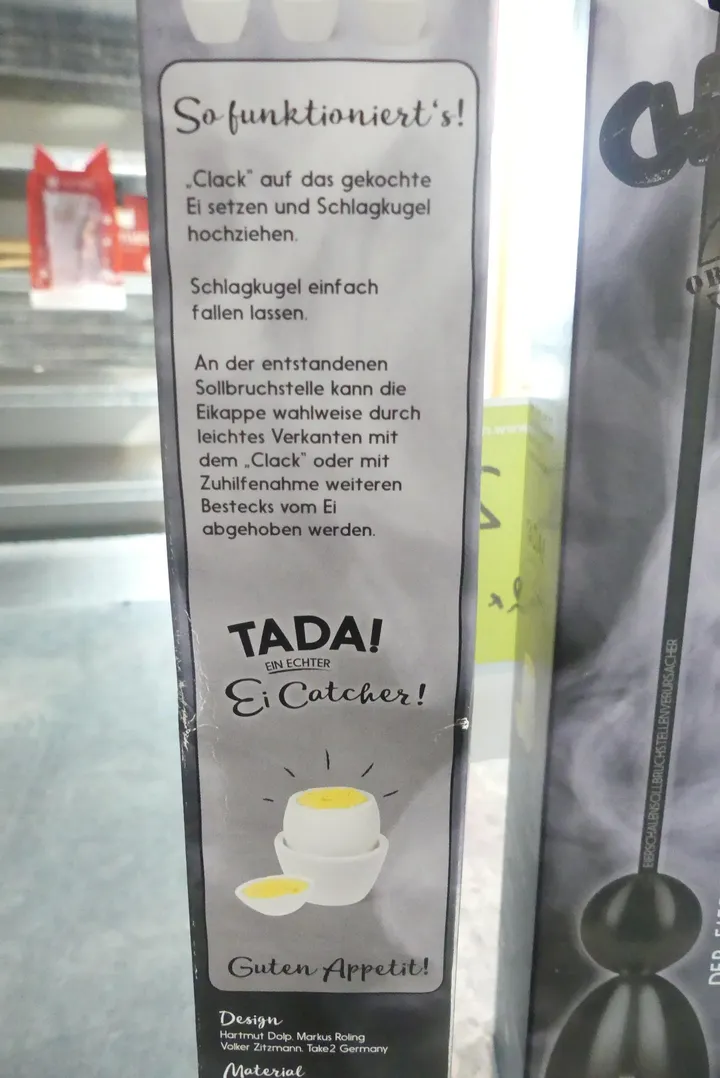 So funktioniert's!
„Clack" auf das gekochte
Ei setzen und Schlagkugel
hochziehen.
Schlagkugel einfach
fallen lassen.
An der entstandenen
Sollbruchstelle kann die
Eikappe wahlweise durch
leichtes Verkanten mit
dem „Clack" oder mit
Zuhilfenahme weiteren
Bestecks vom Ei
abgehoben werden.
TADA!
EIN ECHTER
Ei Catcher!
Guten Appetit!
Design
Hartmut Dolp. Markus Roling
Volker Zitzmann. Take2 Germany
Material
EIERSCHALENSOLLBRUCHSTELLENVERURSACHER